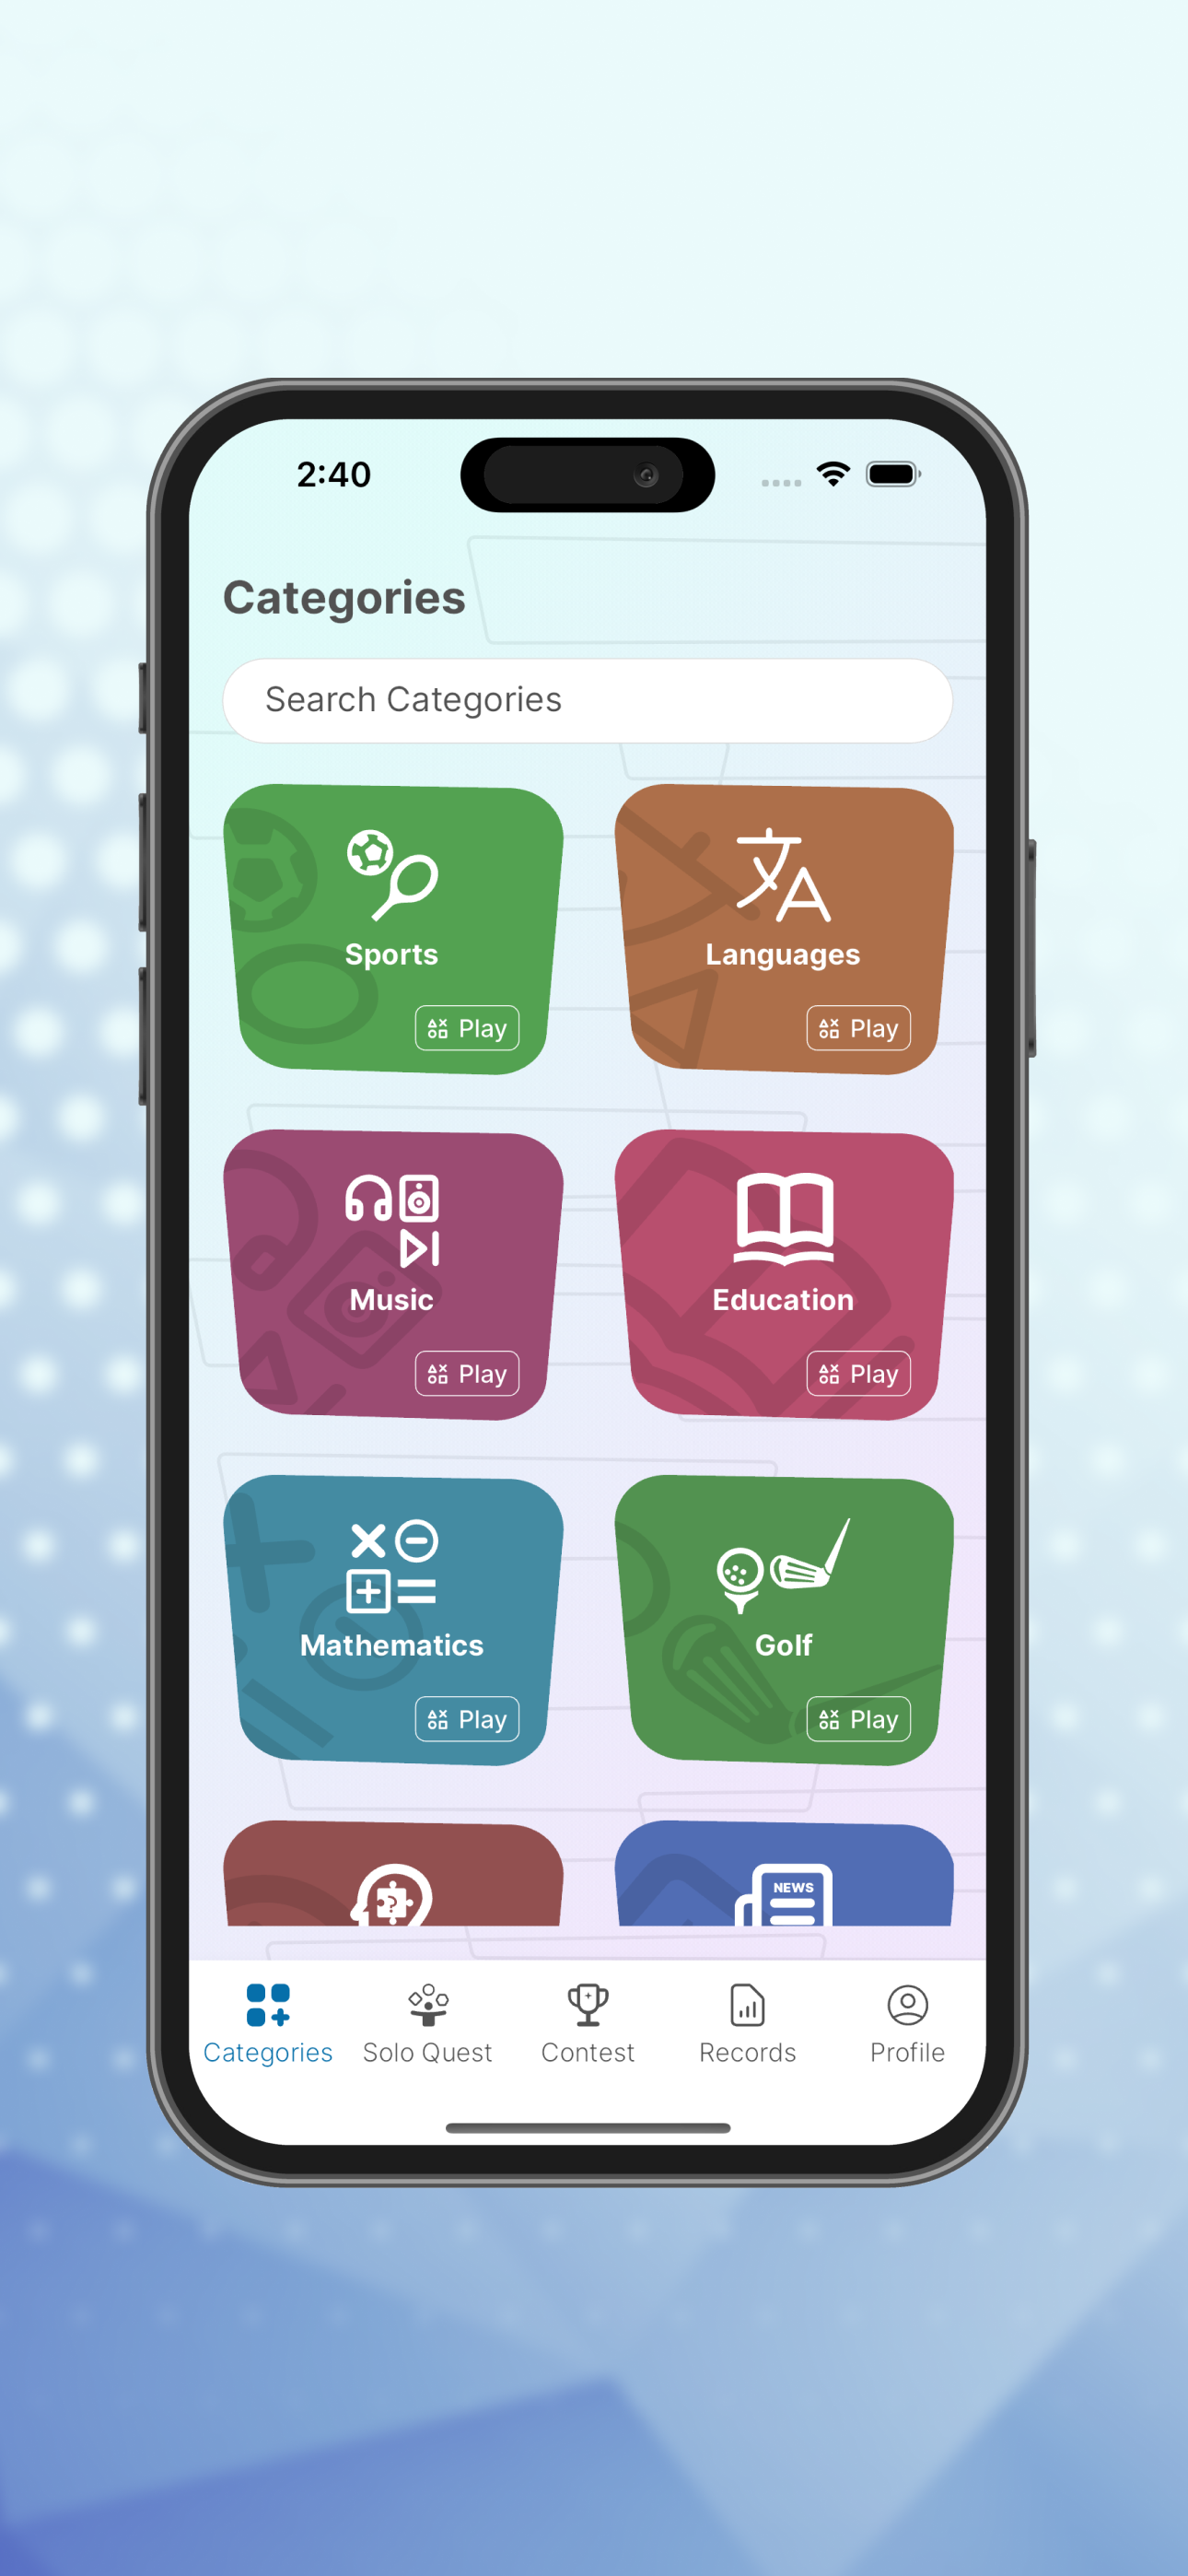 2:40
Categories
Search Categories
Sports
Play
Languages
Play
Music
Play
Education
Play
Mathematics
Play
Golf
Play
NEWS
Categories
Solo Quest
Contest
Records
Profile